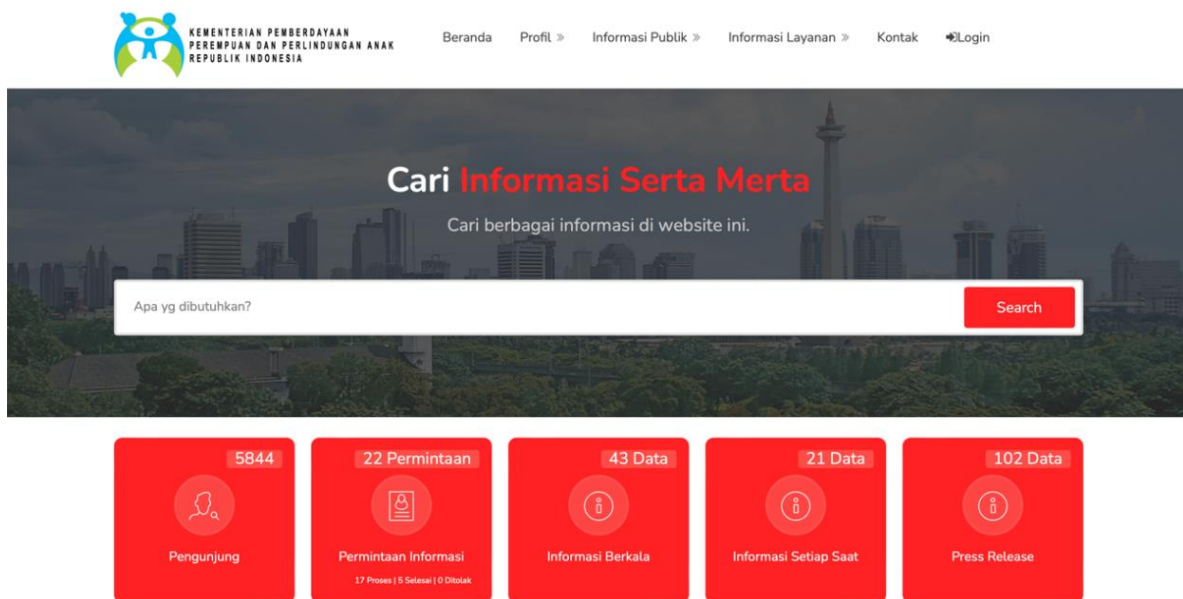 KEMENTERIAN PEMBERDAYAAN
PEREMPUAN DAN PERLINDUNGAN ANAK
REPUBLIK INDONESIA
Beranda Profil » Informasi Publik » Informasi Layanan » Kontak Login
Cari Informasi Serta Merta
Cari berbagai informasi di website ini.
Apa yg dibutuhkan? Search
5844
Pengunjung
22 Permintaan
Permintaan Informasi
17 Proses | 5 Selesai | 0 Ditolak
43 Data
Informasi Berkala
21 Data
Informasi Setiap Saat
102 Data
Press Release